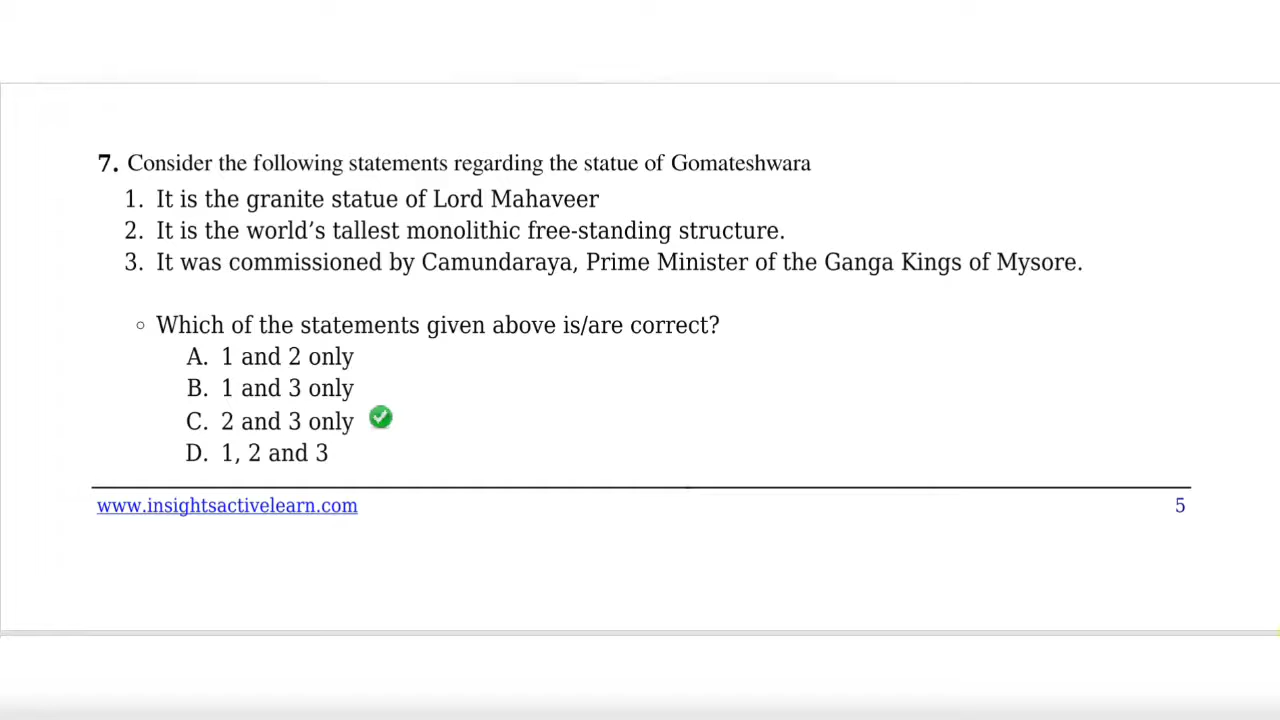 7. Consider the following statements regarding the statue of Gomateshwara
1. It is the granite statue of Lord Mahaveer
2. It is the world’s tallest monolithic free-standing structure.
3. It was commissioned by Camundaraya, Prime Minister of the Ganga Kings of Mysore.
Which of the statements given above is/are correct?
A. 1 and 2 only
B. 1 and 3 only
C. 2 and 3 only
D. 1, 2 and 3
www.insightsactivelearn.com 5